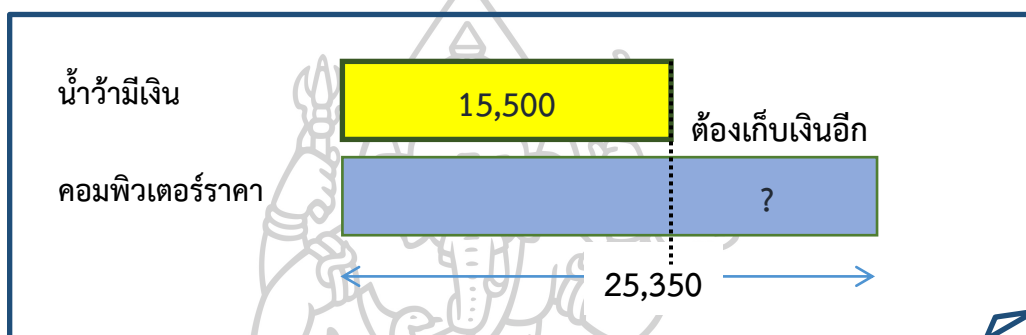 น้ำว้ามีเงิน
15,500
ต้องเก็บเงินอีก
คอมพิวเตอร์ราคา
?
25,350